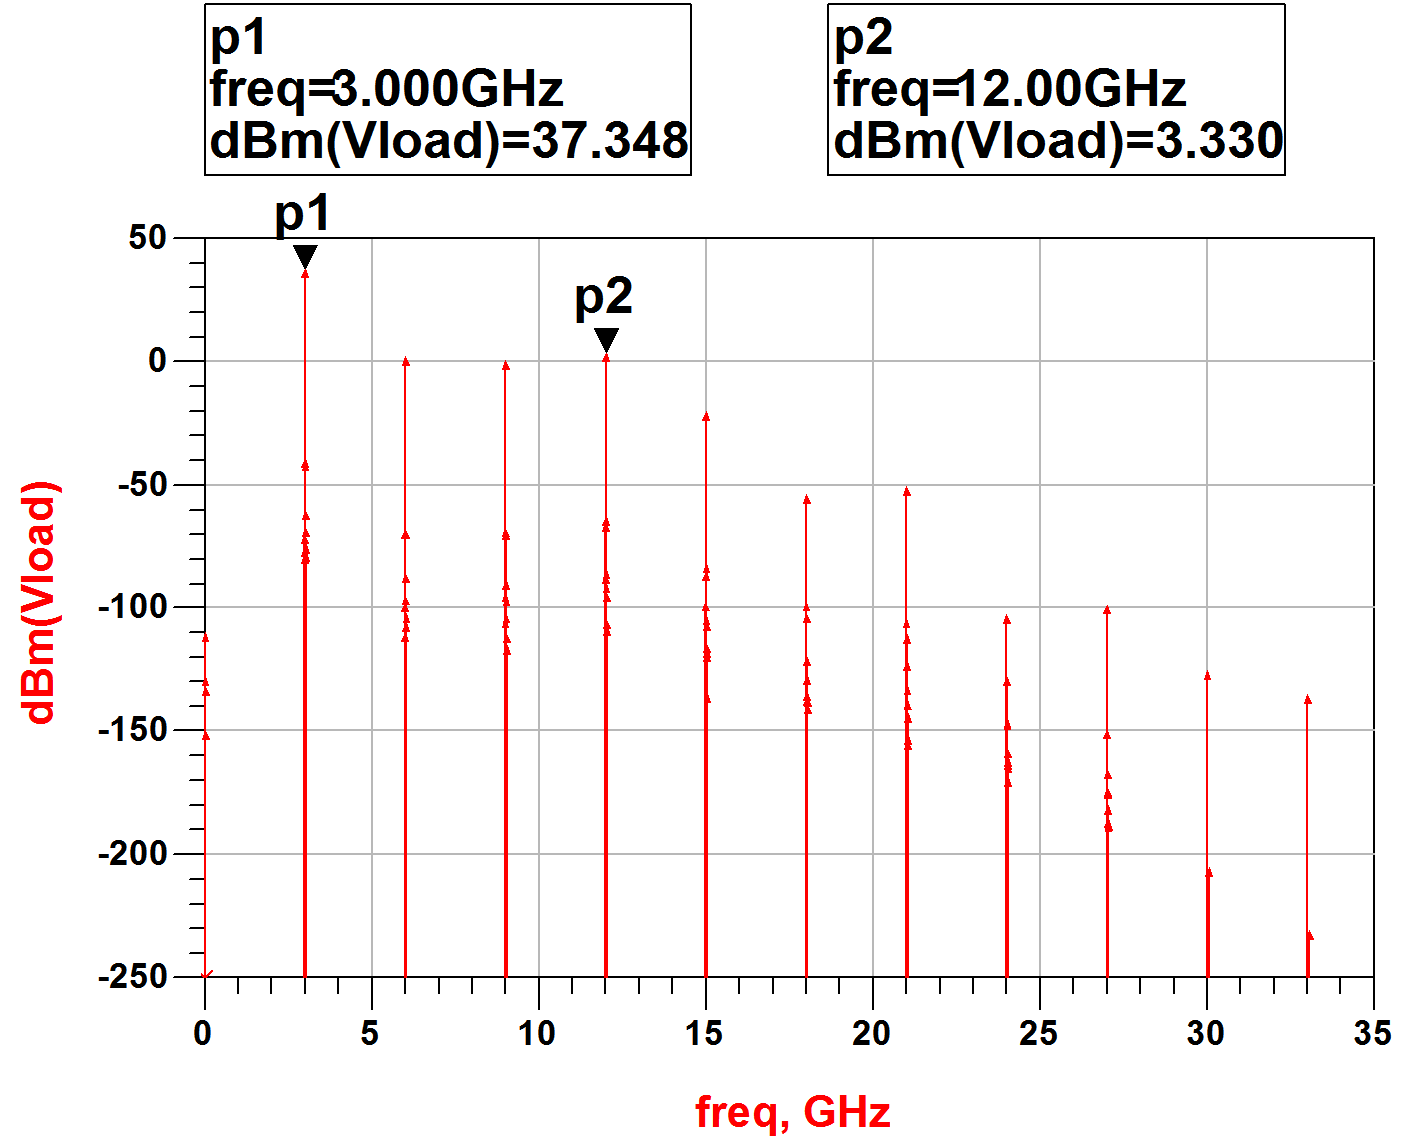 p1
freq=3.000GHz
dBm(Vload)=37.348
p2
freq=12.00GHz
dBm(Vload)=3.330
p1
p2
50
0
-50
-100
-150
-200
-250
dBm(Vload)
0 5 10 15 20 25 30 35
freq, GHz